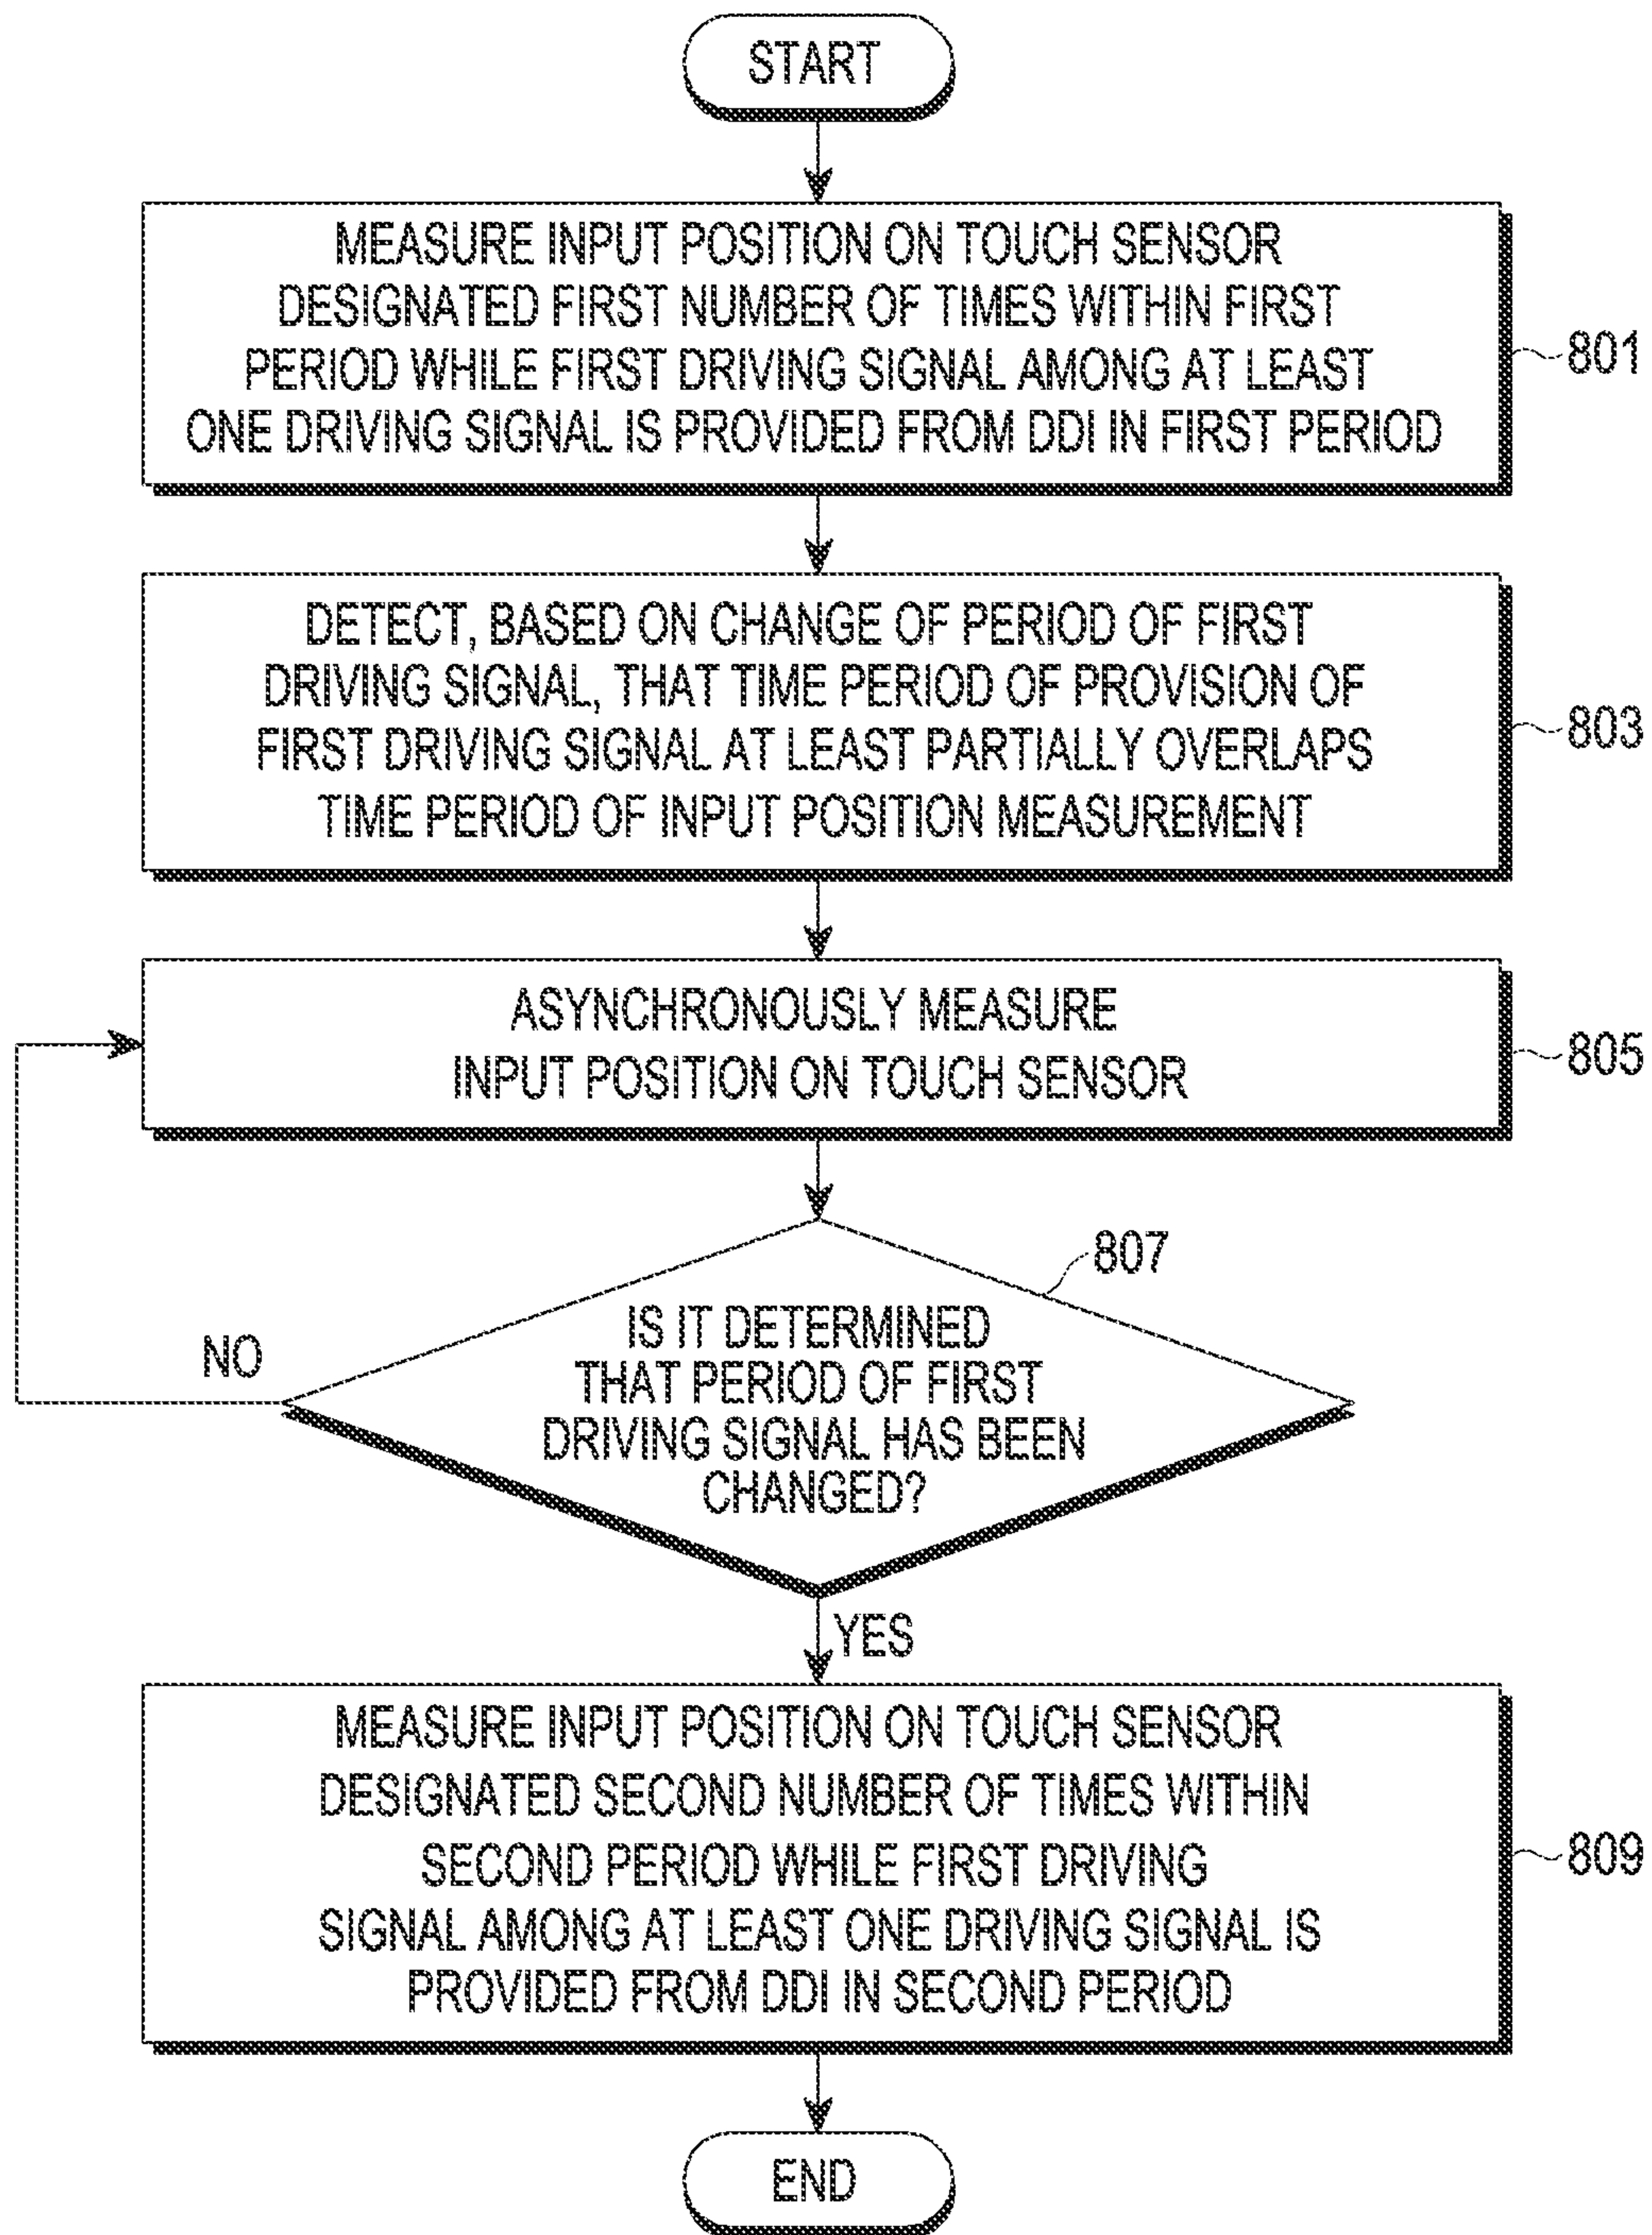 START
MEASURE INPUT POSITION ON TOUCH SENSOR
DESIGNATED FIRST NUMBER OF TIMES WITHIN FIRST
PERIOD WHILE FIRST DRIVING SIGNAL AMONG AT LEAST
ONE DRIVING SIGNAL IS PROVIDED FROM DDI IN FIRST PERIOD
801
DETECT, BASED ON CHANGE OF PERIOD OF FIRST
DRIVING SIGNAL, THAT TIME PERIOD OF PROVISION OF
FIRST DRIVING SIGNAL AT LEAST PARTIALLY OVERLAPS
TIME PERIOD OF INPUT POSITION MEASUREMENT
803
ASYNCHRONOUSLY MEASURE
INPUT POSITION ON TOUCH SENSOR
805
807
IS IT DETERMINED
THAT PERIOD OF FIRST
DRIVING SIGNAL HAS BEEN
CHANGED?
NO
YES
MEASURE INPUT POSITION ON TOUCH SENSOR
DESIGNATED SECOND NUMBER OF TIMES WITHIN
SECOND PERIOD WHILE FIRST DRIVING
SIGNAL AMONG AT LEAST ONE DRIVING SIGNAL IS
PROVIDED FROM DDI IN SECOND PERIOD
809
END